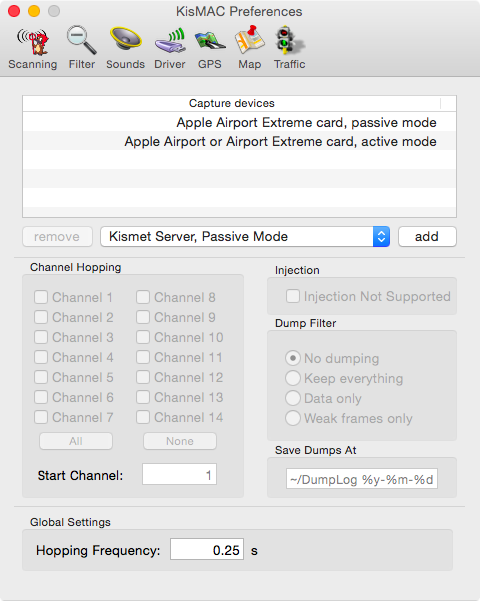 KisMAC Preferences
Scanning Filter Sounds Driver GPS Map Traffic
Capture devices
Apple Airport Extreme card, passive mode
Apple Airport or Airport Extreme card, active mode
remove Kismet Server, Passive Mode add
Channel Hopping
Channel 1 Channel 8
Channel 2 Channel 9
Channel 3 Channel 10
Channel 4 Channel 11
Channel 5 Channel 12
Channel 6 Channel 13
Channel 7 Channel 14
All None
Start Channel: 1
Injection
Injection Not Supported
Dump Filter
No dumping
Keep everything
Data only
Weak frames only
Save Dumps At
~/DumpLog %y-%m-%d
Global Settings
Hopping Frequency: 0.25 s